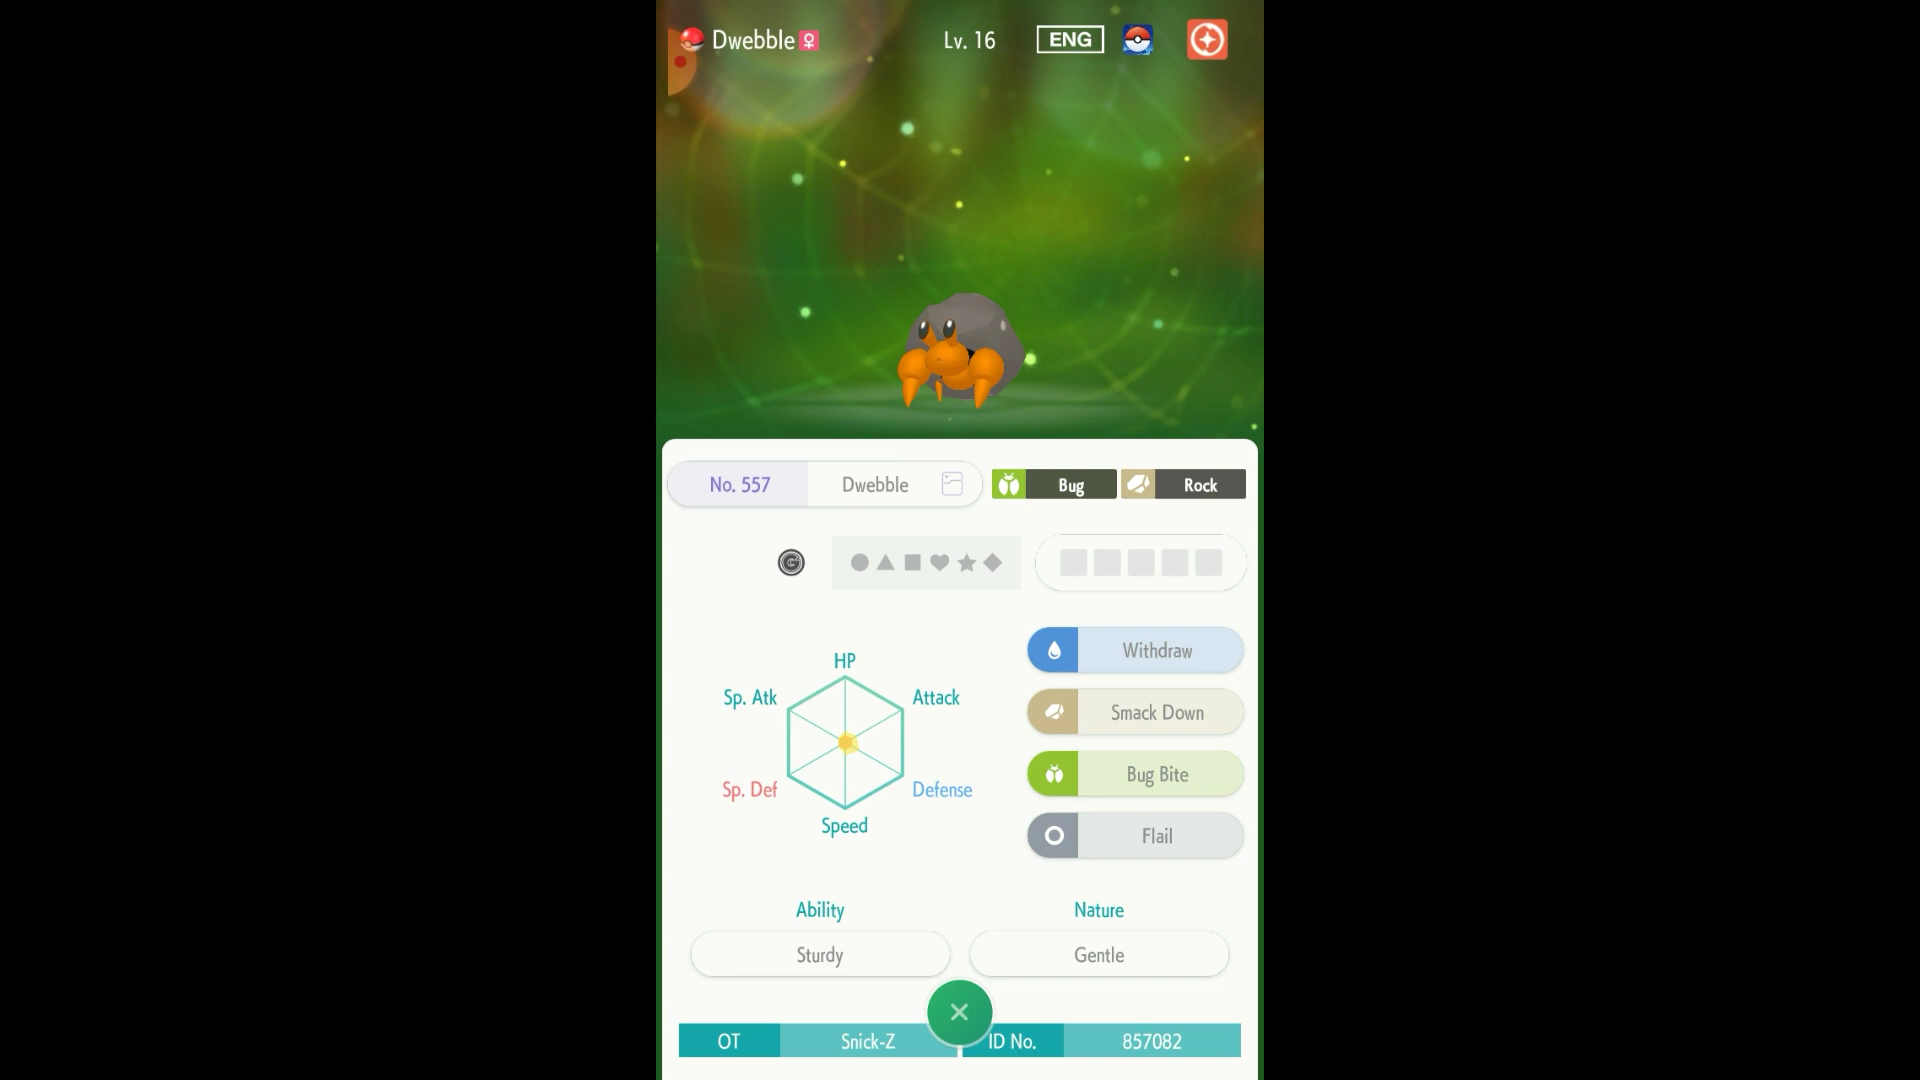 Dwebble♀ Lv. 16 ENG
No. 557 Dwebble Bug Rock
G
Withdraw
Smack Down
Bug Bite
Flail
HP
Sp. Atk Attack
Sp. Def Defense
Speed
Ability Nature
Sturdy Gentle
OT Snick-Z ID No. 857082